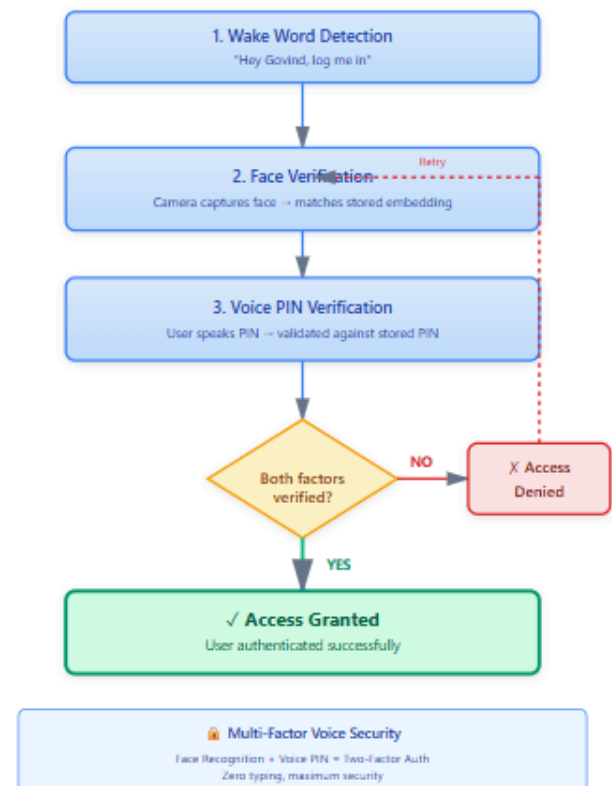 1. Wake Word Detection
"Hey Govind, log me in"
Retry
2. Face Verification
Camera captures face → matches stored embedding
3. Voice PIN Verification
User speaks PIN → validated against stored PIN
Both factors
verified?
NO
✗ Access
Denied
YES
✓ Access Granted
User authenticated successfully
🔒 Multi-Factor Voice Security
Face Recognition + Voice PIN = Two-Factor Auth
Zero typing, maximum security